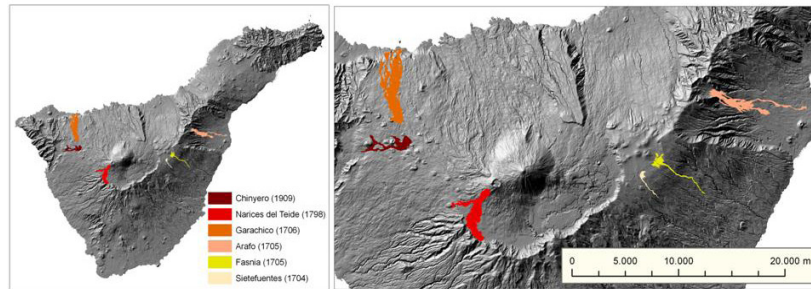 Chinyero (1909)
Narices del Teide (1798)
Garachico (1706)
Arafo (1705)
Fasnia (1705)
Sietefuentes (1704)
0 5.000 10.000 20.000 m